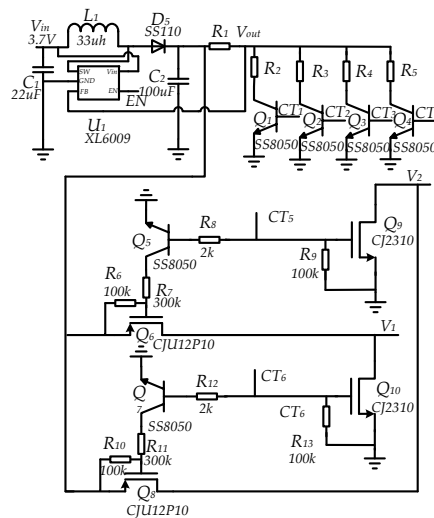 Vin
3.7V
L1
33uh
D5
SS110
R1
Vout
SW
Vin
GND
FB
EN
EN
C1
22uF
C2
100uF
U1
XL6009
R2
R3
R4
R5
CT1
CT2
CT3
CT
Q1
Q2
Q3
Q4
SS8050
SS8050
SS8050
SS8050
V2
Q5
SS8050
R8
2k
CT5
Q9
CJ2310
R9
100k
R6
100k
R7
300k
Q6
CJU12P10
V1
Q
7
SS8050
R12
2k
CT6
CT6
Q10
CJ2310
R13
100k
R10
100k
R11
300k
Q8
CJU12P10